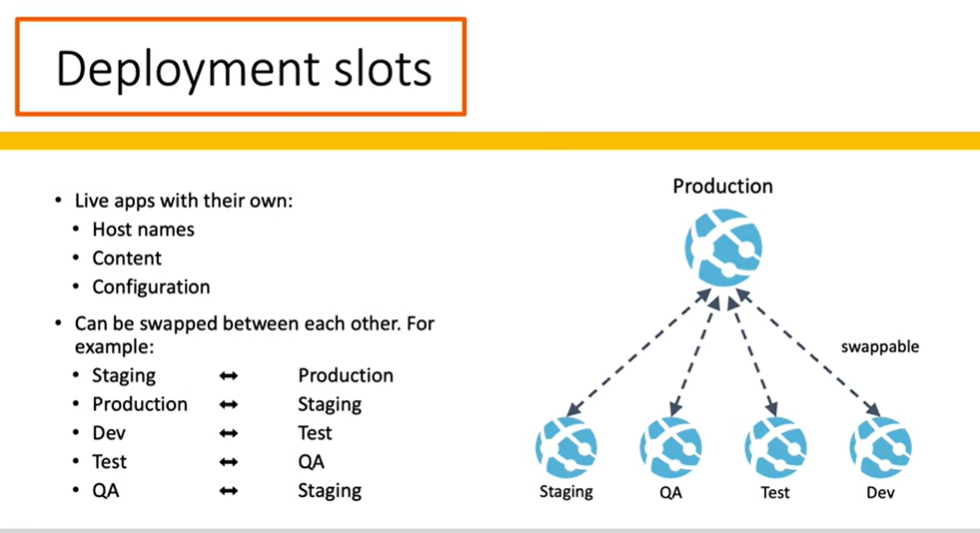 Deployment slots
• Live apps with their own:
• Host names
• Content
• Configuration
• Can be swapped between each other. For
example:
• Staging ↔ Production
• Production ↔ Staging
• Dev ↔ Test
• Test ↔ QA
• QA ↔ Staging
Production
swappable
Staging QA Test Dev